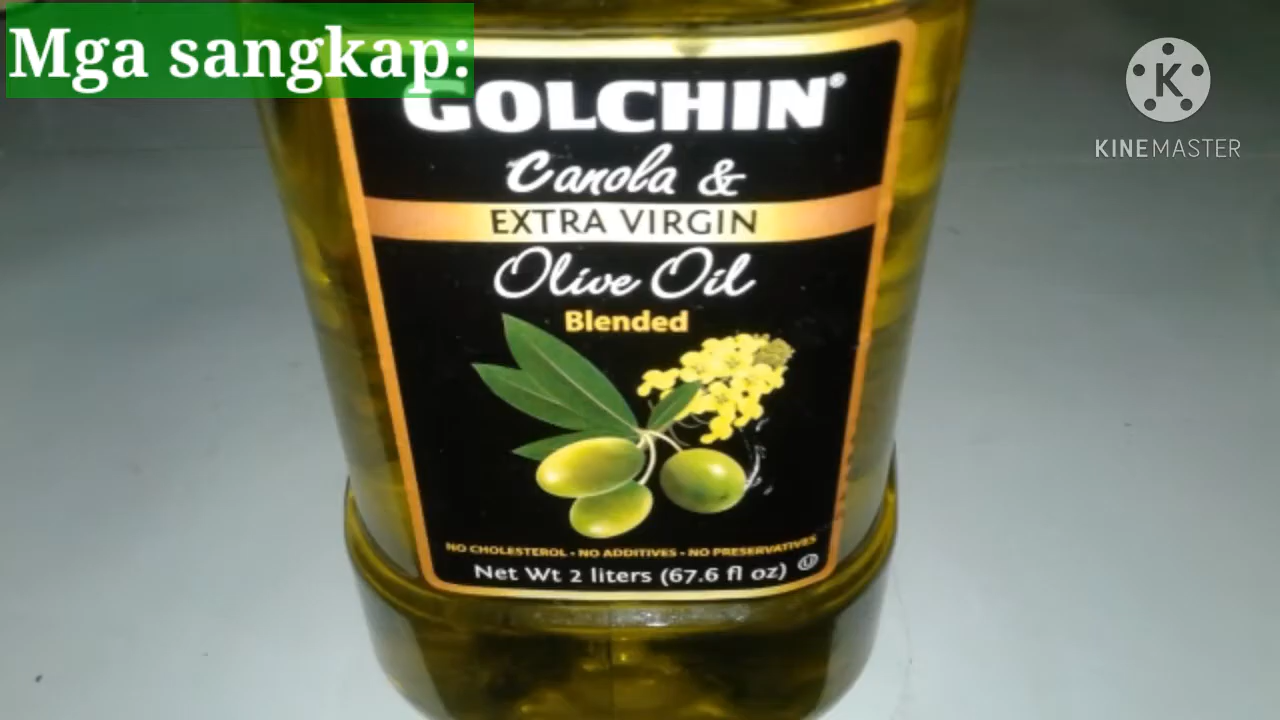 Mga sangkap:
GOLCHIN®
Canola &
EXTRA VIRGIN
Olive Oil
Blended
NO CHOLESTEROL • NO ADDITIVES • NO PRESERVATIVES
Net Wt 2 liters (67.6 fl oz) Ⓤ
K
KINEMASTER